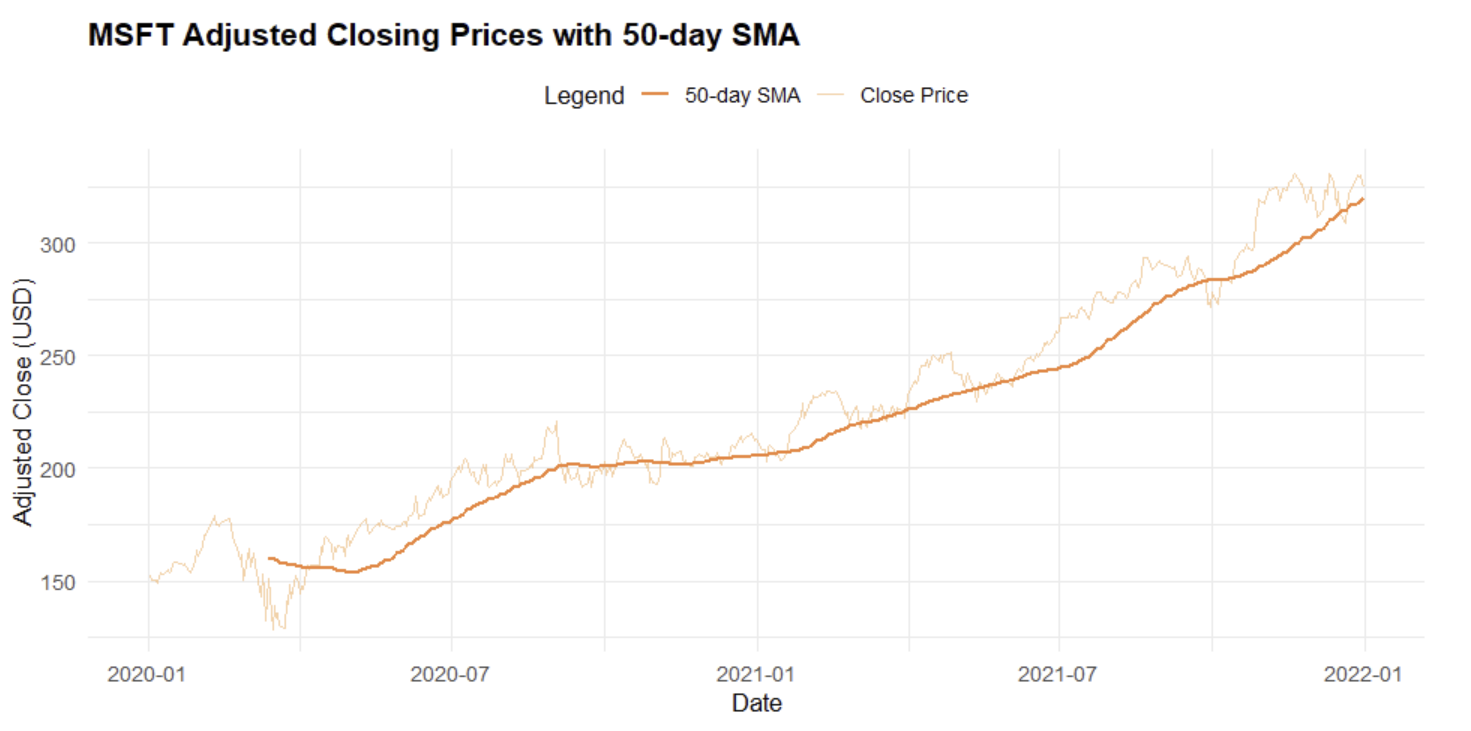 MSFT Adjusted Closing Prices with 50-day SMA
Legend 50-day SMA Close Price
Adjusted Close (USD)
300
250
200
150
2020-01 2020-07 2021-01 2021-07 2022-01
Date